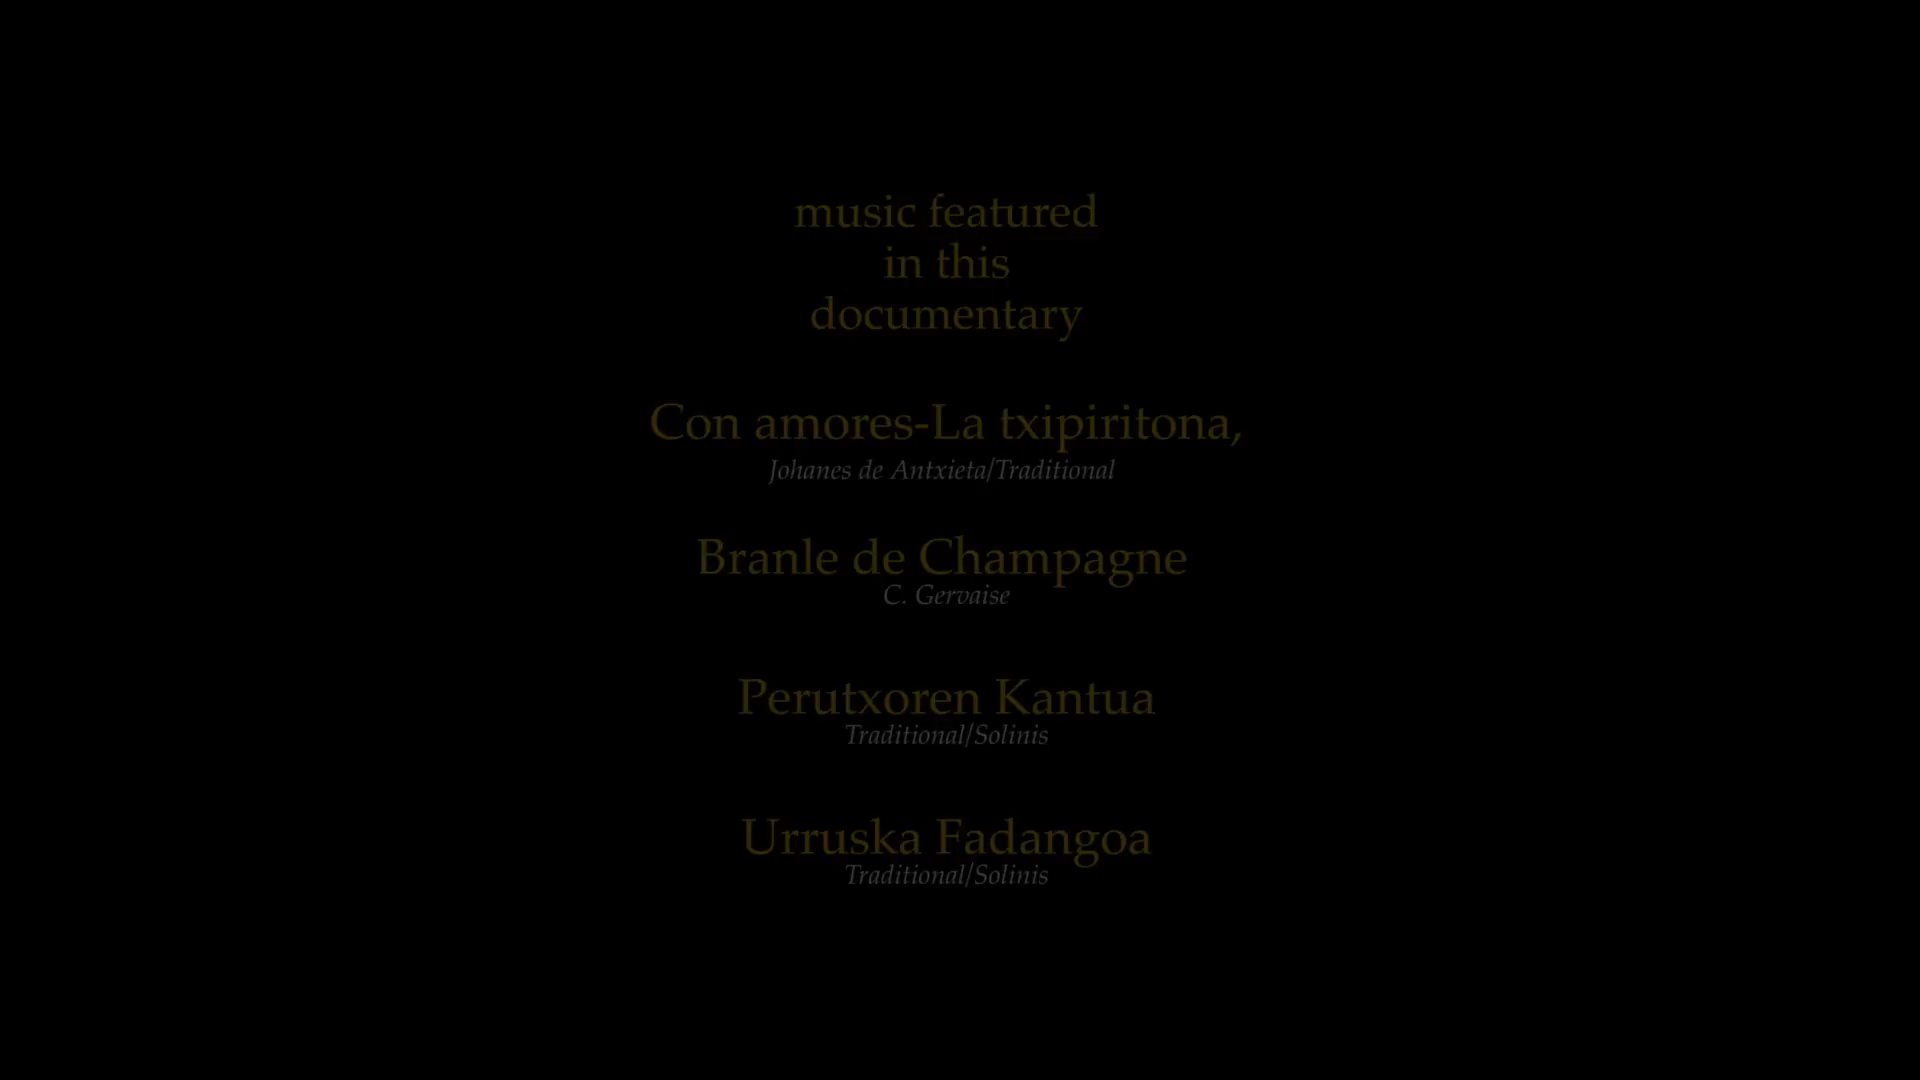 music featured
in this
documentary
Con amores-La txipiritona,
Johanes de Antxieta/Traditional
Branle de Champagne
C. Gervaise
Perutxoren Kantua
Traditional/Solinis
Urruska Fadangoa
Traditional/Solinis